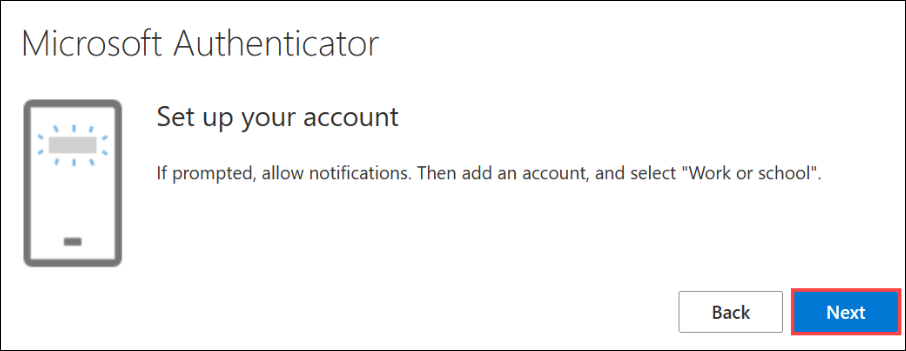 Microsoft Authenticator
Set up your account
If prompted, allow notifications. Then add an account, and select "Work or school".
Back
Next